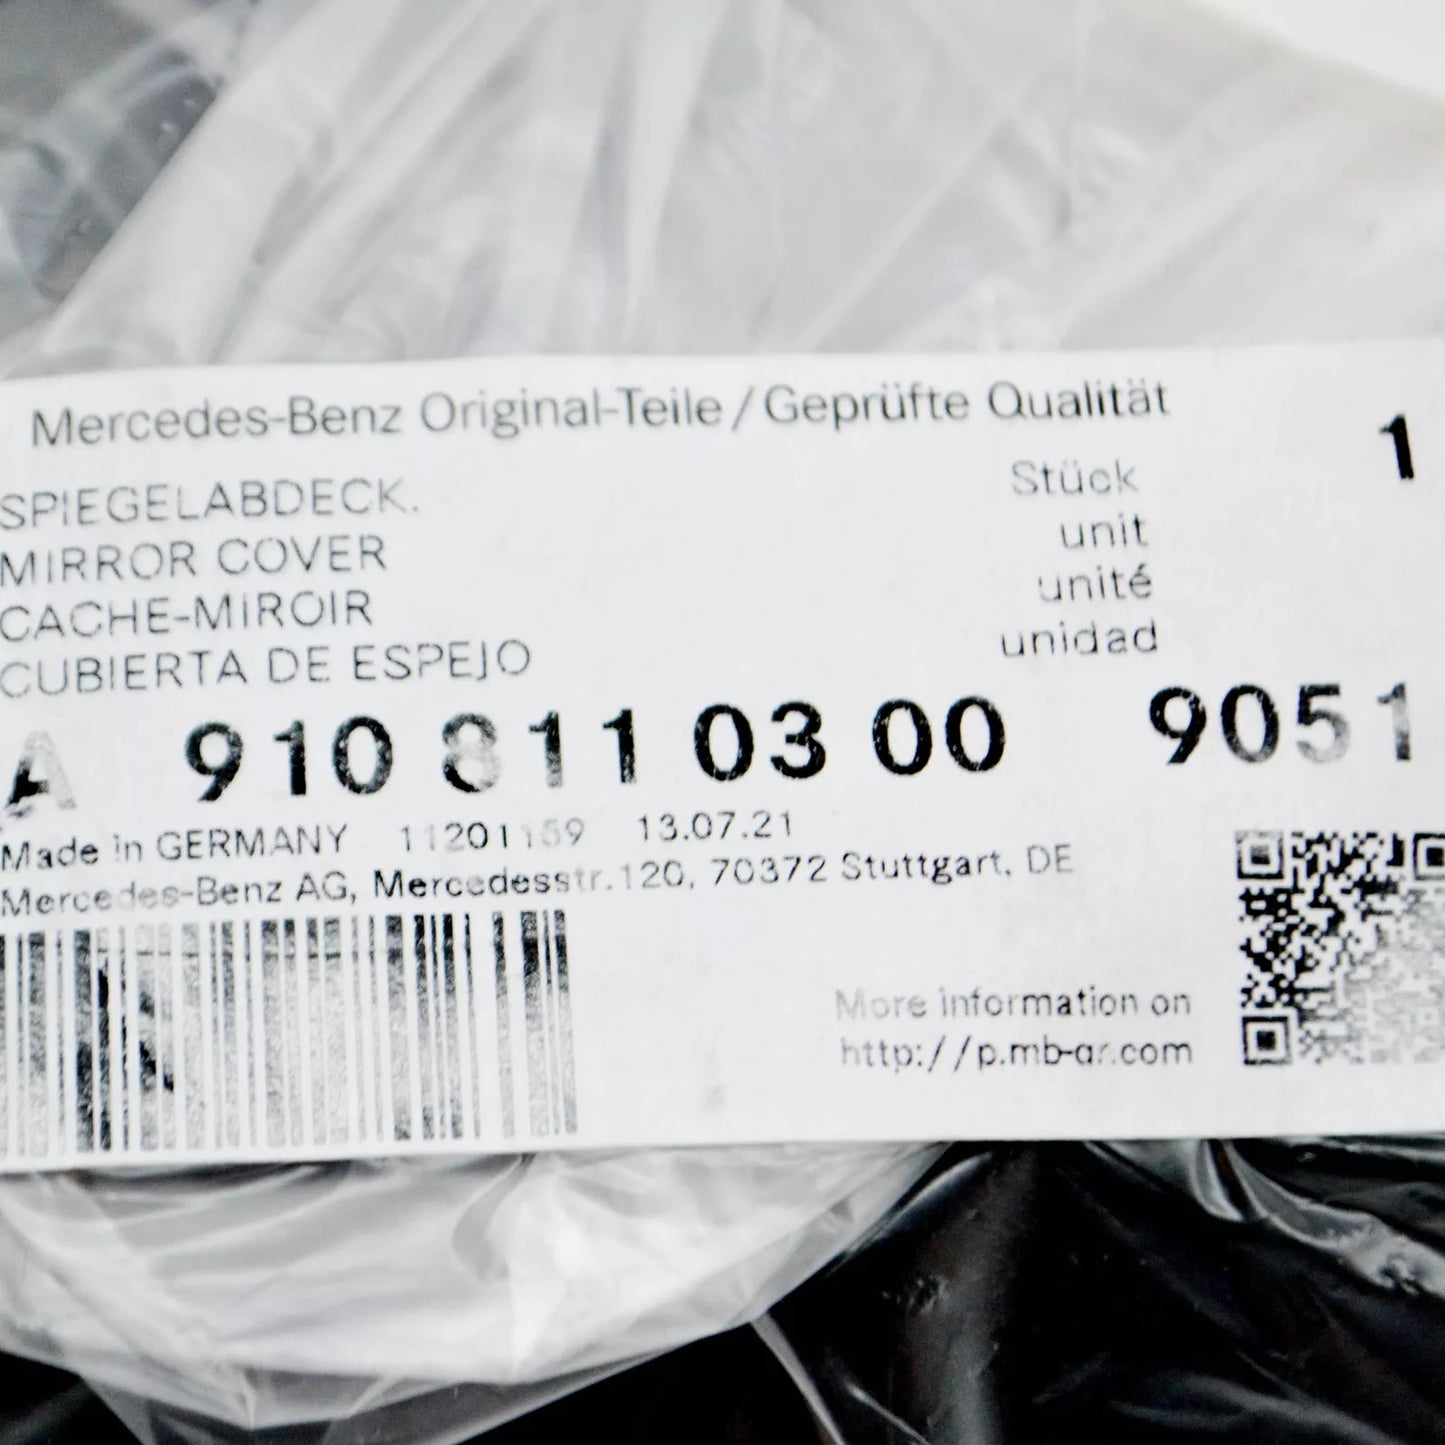 Mercedes-Benz Original-Teile/Geprüfte Qualität
SPIEGELABDECK. Stück 1
MIRROR COVER unit
CACHE-MIROIR unité
CUBIERTA DE ESPEJO unidad
A 910 811 03 00 9051
Made in GERMANY 11201159 13.07.21
Mercedes-Benz AG, Mercedesstr.120, 70372 Stuttgart, DE
More information on
http://p.mb-qr.com